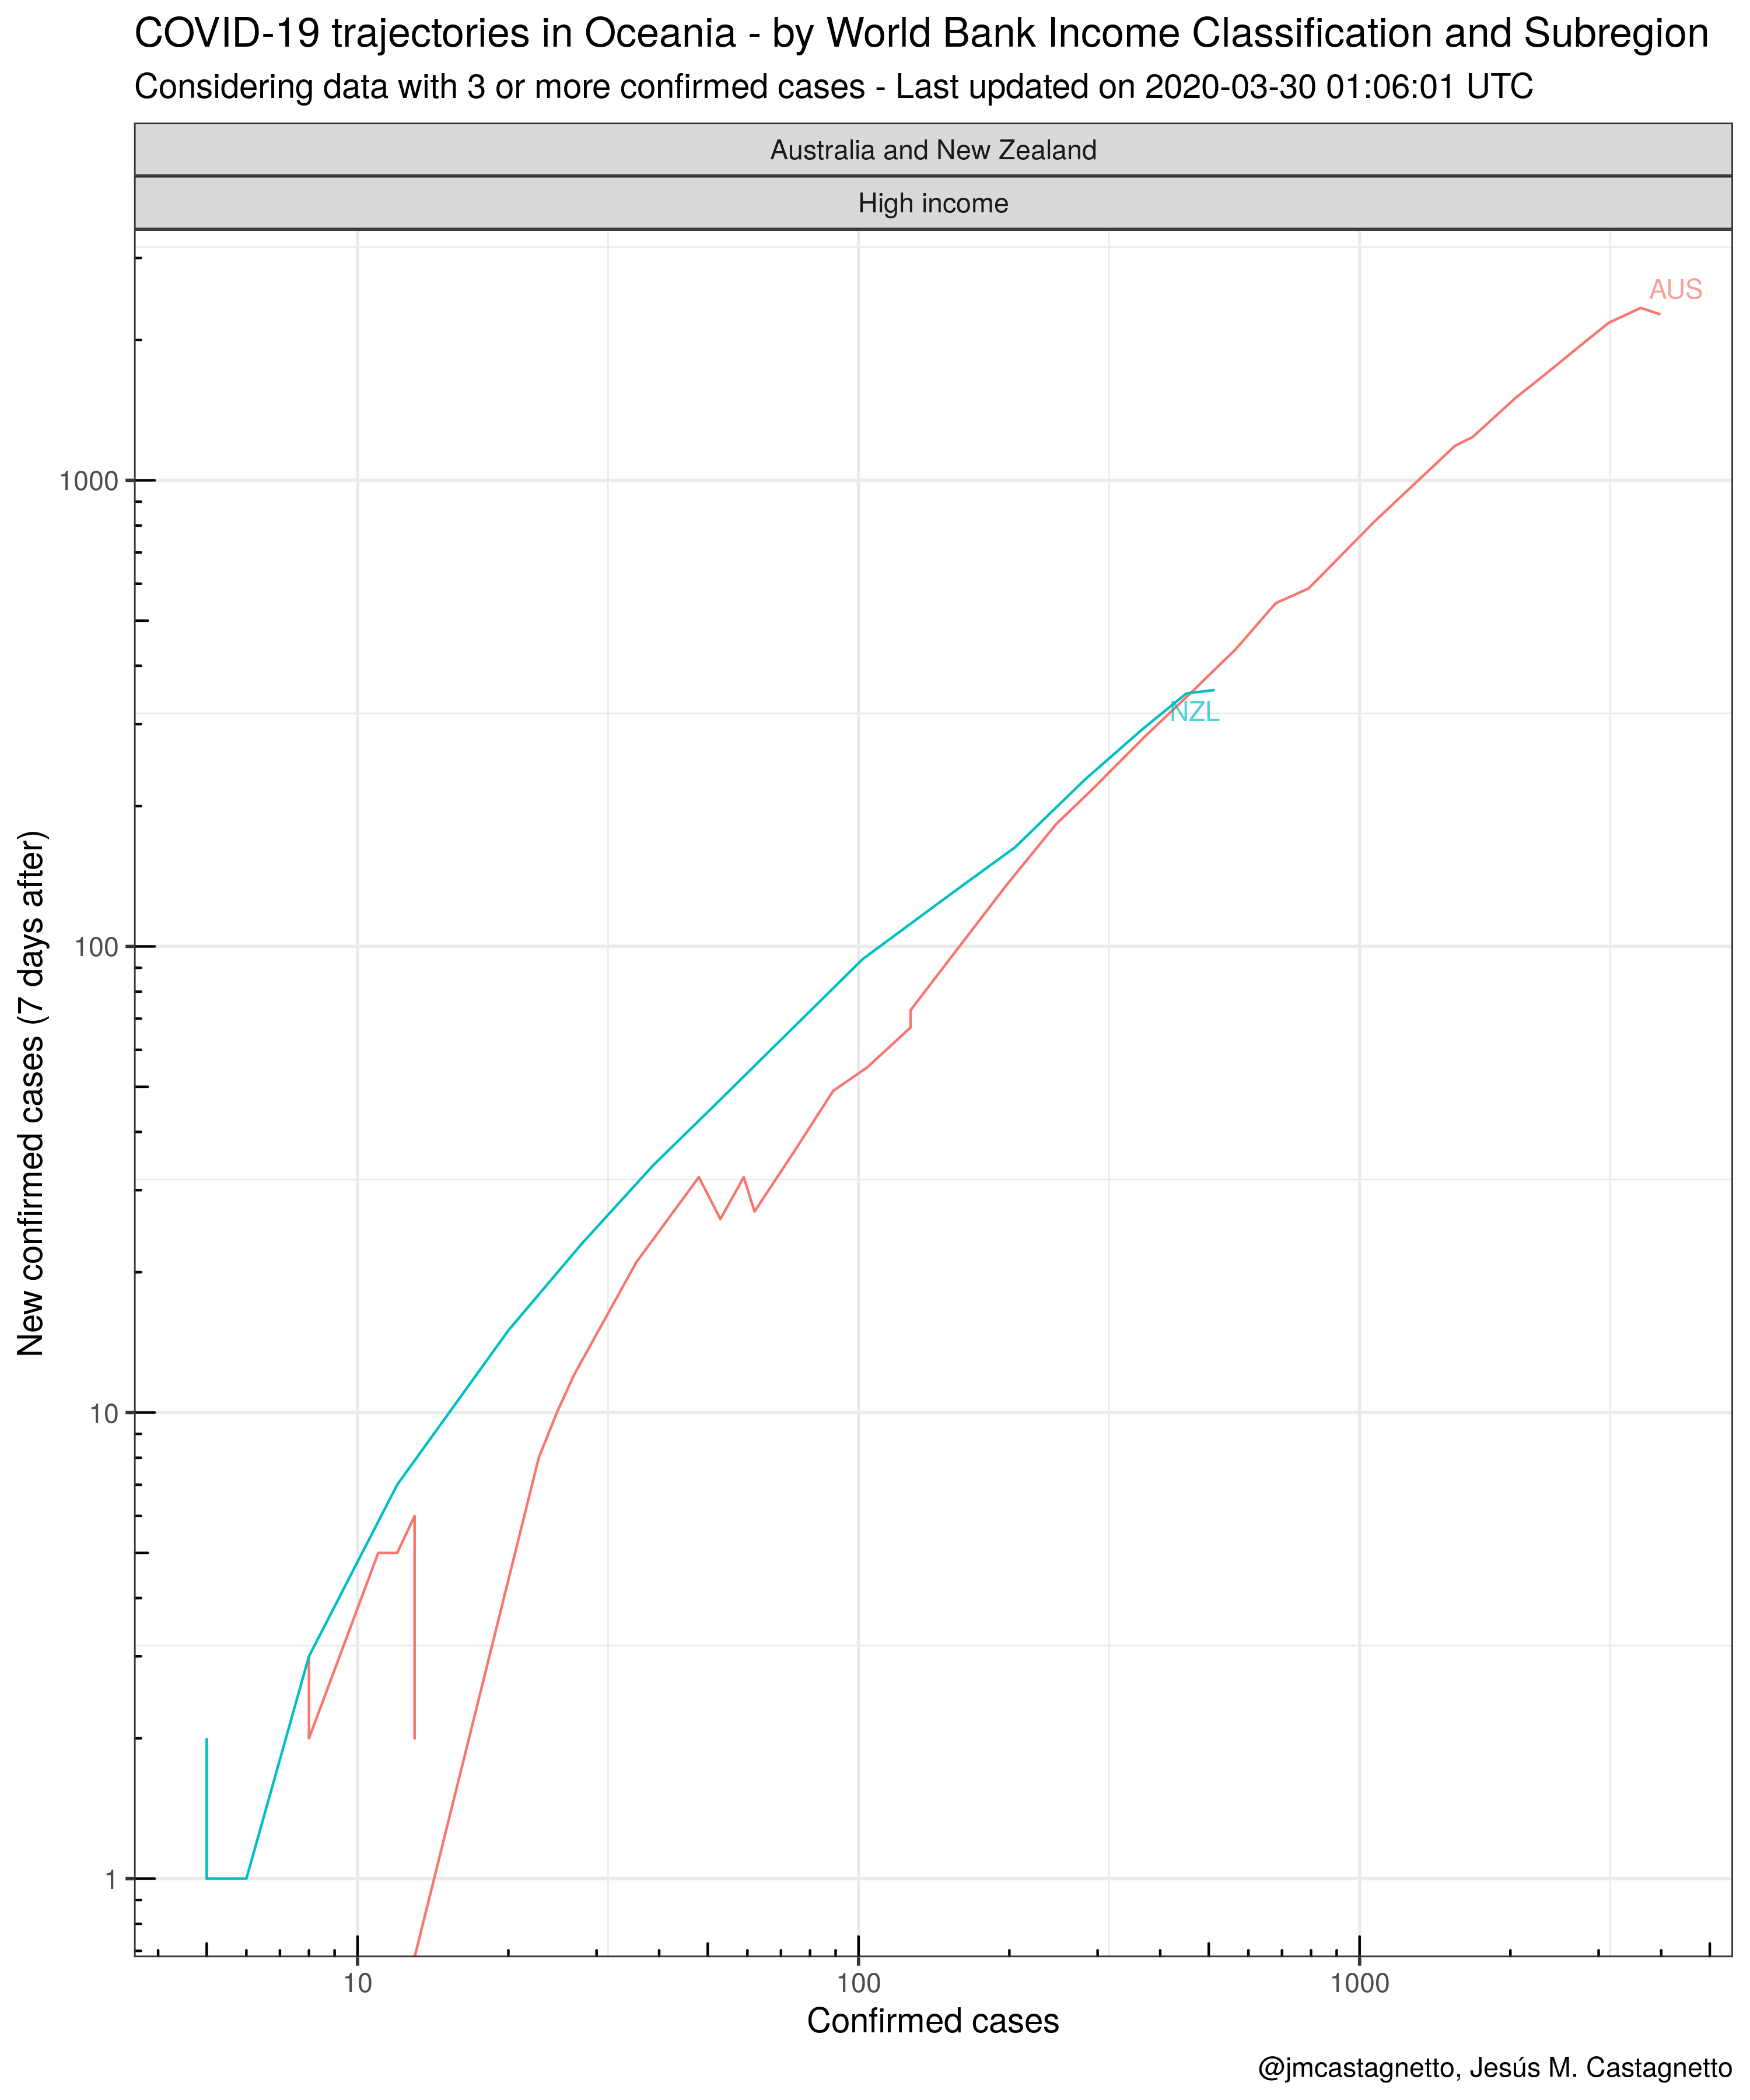 COVID-19 trajectories in Oceania - by World Bank Income Classification and Subregion
Considering data with 3 or more confirmed cases - Last updated on 2020-03-30 01:06:01 UTC
Australia and New Zealand
High income
AUS
NZL
1000
100
10
1
New confirmed cases (7 days after)
10
100
1000
Confirmed cases
@jmcastagnetto, Jesús M. Castagnetto